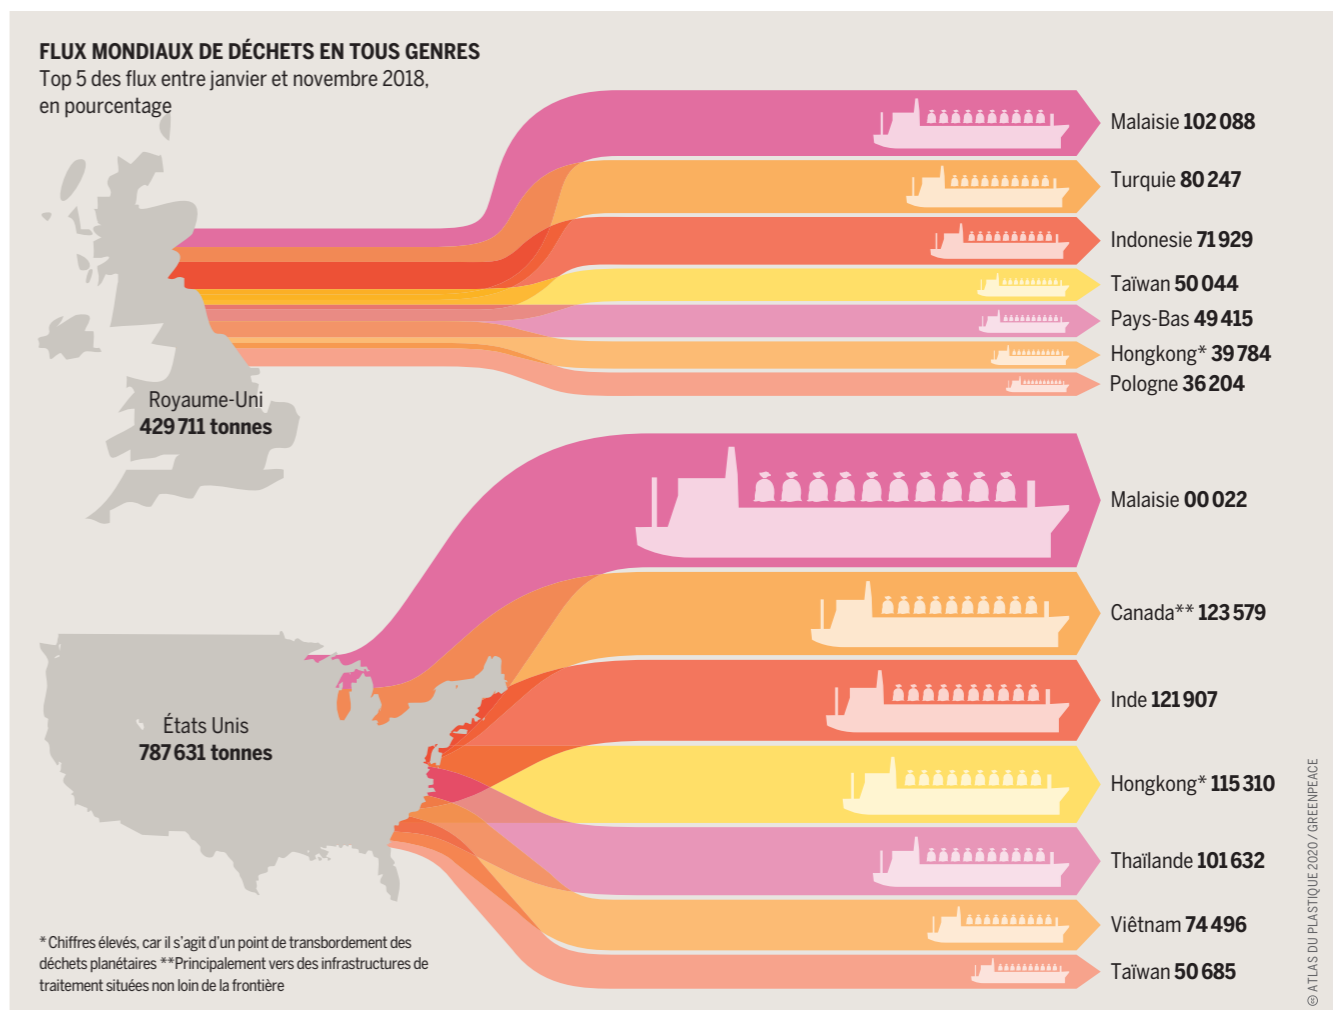 FLUX MONDIAUX DE DÉCHETS EN TOUS GENRES
Top 5 des flux entre janvier et novembre 2018,
en pourcentage
Malaisie 102 088
Turquie 80 247
Indonesie 71 929
Taïwan 50 044
Pays-Bas 49 415
Hongkong* 39 784
Pologne 36 204
Royaume-Uni
429 711 tonnes
Malaisie 00 022
Canada** 123 579
Inde 121 907
Hongkong* 115 310
Thaïlande 101 632
Viêtnam 74 496
Taïwan 50 685
États Unis
787 631 tonnes
* Chiffres élevés, car il s'agit d'un point de transbordement des
déchets planétaires **Principalement vers des infrastructures de
traitement situées non loin de la frontière
ATLAS DU PLASTIQUE 2020 / GREENPEACE